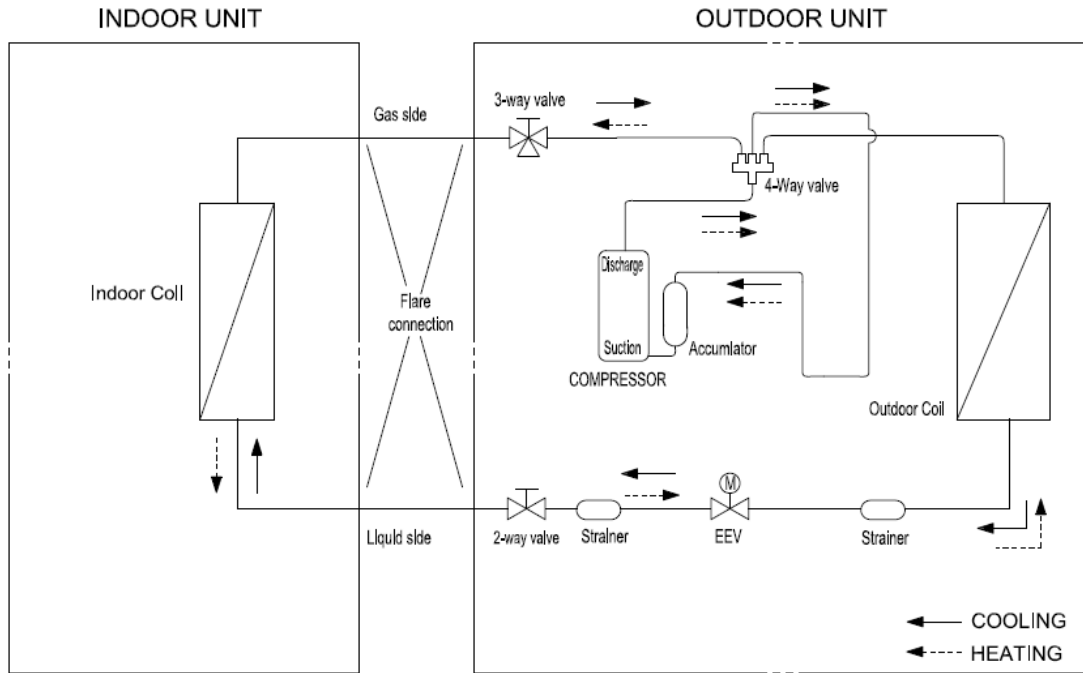 INDOOR UNIT
OUTDOOR UNIT
3-way valve
Gas side
4-Way valve
Discharge
Indoor Coil
Flare
connection
Suction
Accumlator
COMPRESSOR
Outdoor Coil
M
Liquid side
2-way valve
Strainer
EEV
Strainer
COOLING
HEATING